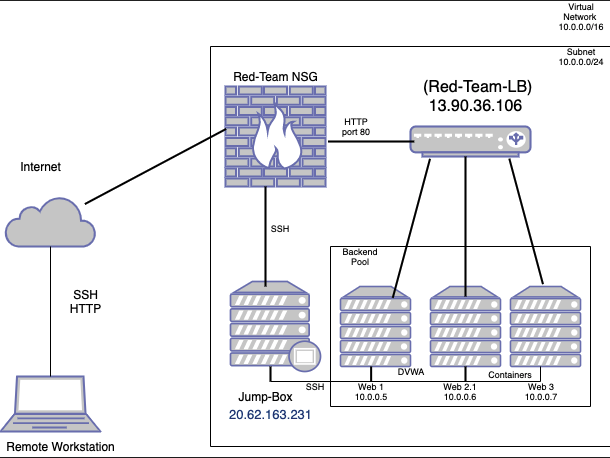 Virtual
Network
10.0.0.0/16
Subnet
10.0.0.0/24
Red-Team NSG
(Red-Team-LB)
13.90.36.106
HTTP
port 80
Internet
SSH
HTTP
SSH
Backend
Pool
DVWA
Containers
SSH
Web 1
10.0.0.5
Web 2.1
10.0.0.6
Web 3
10.0.0.7
Jump-Box
20.62.163.231
Remote Workstation